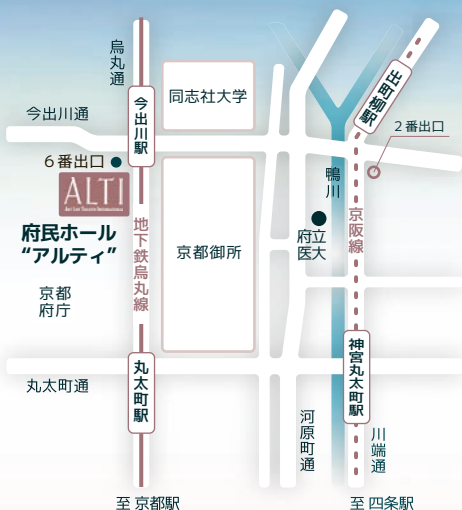 烏丸通
同志社大学
今出川通
今出川駅
出町柳駅
2番出口
6番出口
ALTI
鴨川
府民ホール
“アルティ”
地下鉄烏丸線
京都御所
府立
医大
京阪線
京都
府庁
丸太町通
丸太町駅
神宮丸太町駅
河原町通
川端通
至 京都駅
至 四条駅